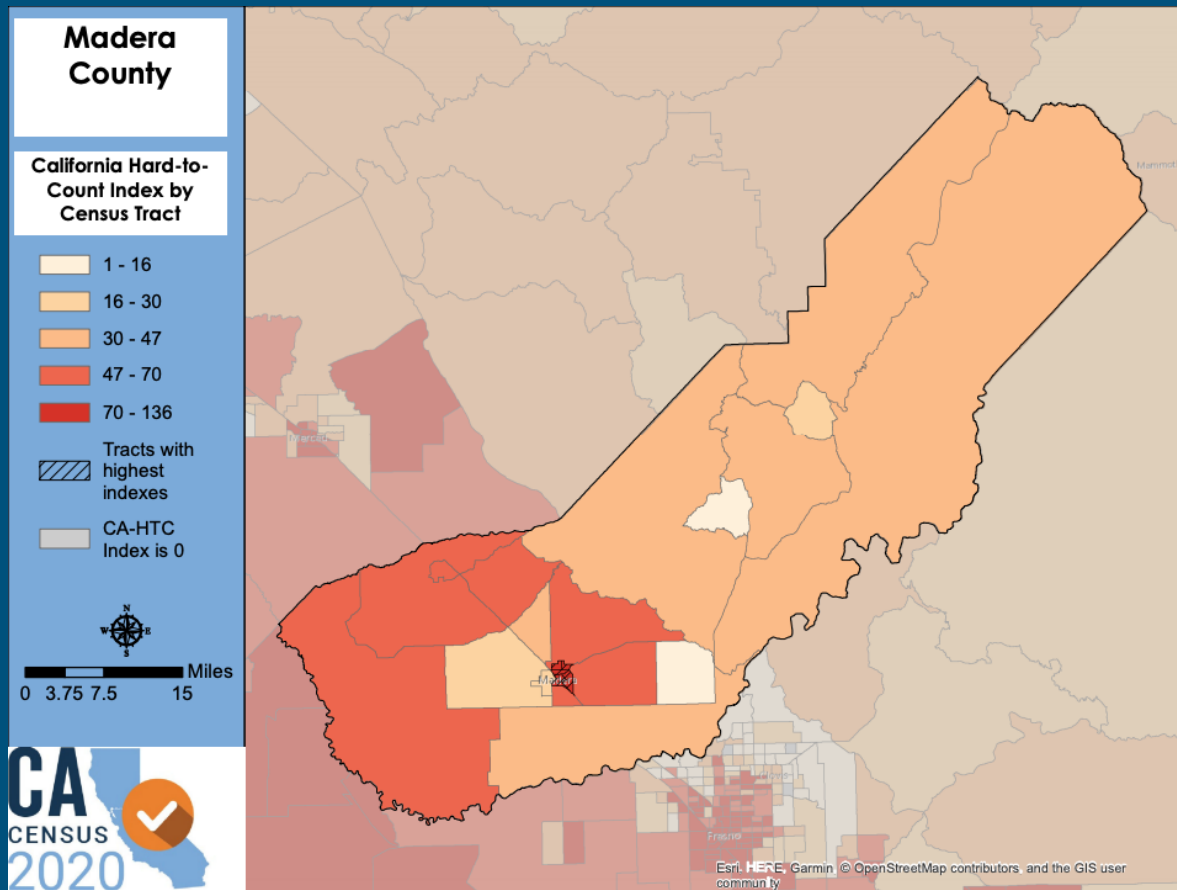 Madera
County
California Hard-to-
Count Index by
Census Tract
1 - 16
16 - 30
30 - 47
47 - 70
70 - 136
Tracts with
highest
indexes
CA-HTC
Index is 0
N
W E
S
Miles
0 3.75 7.5 15
CA
CENSUS
2020
Mammot
Merced
Madera
Clovis
Fresno
Esri, HERE, Garmin, © OpenStreetMap contributors, and the GIS user
community